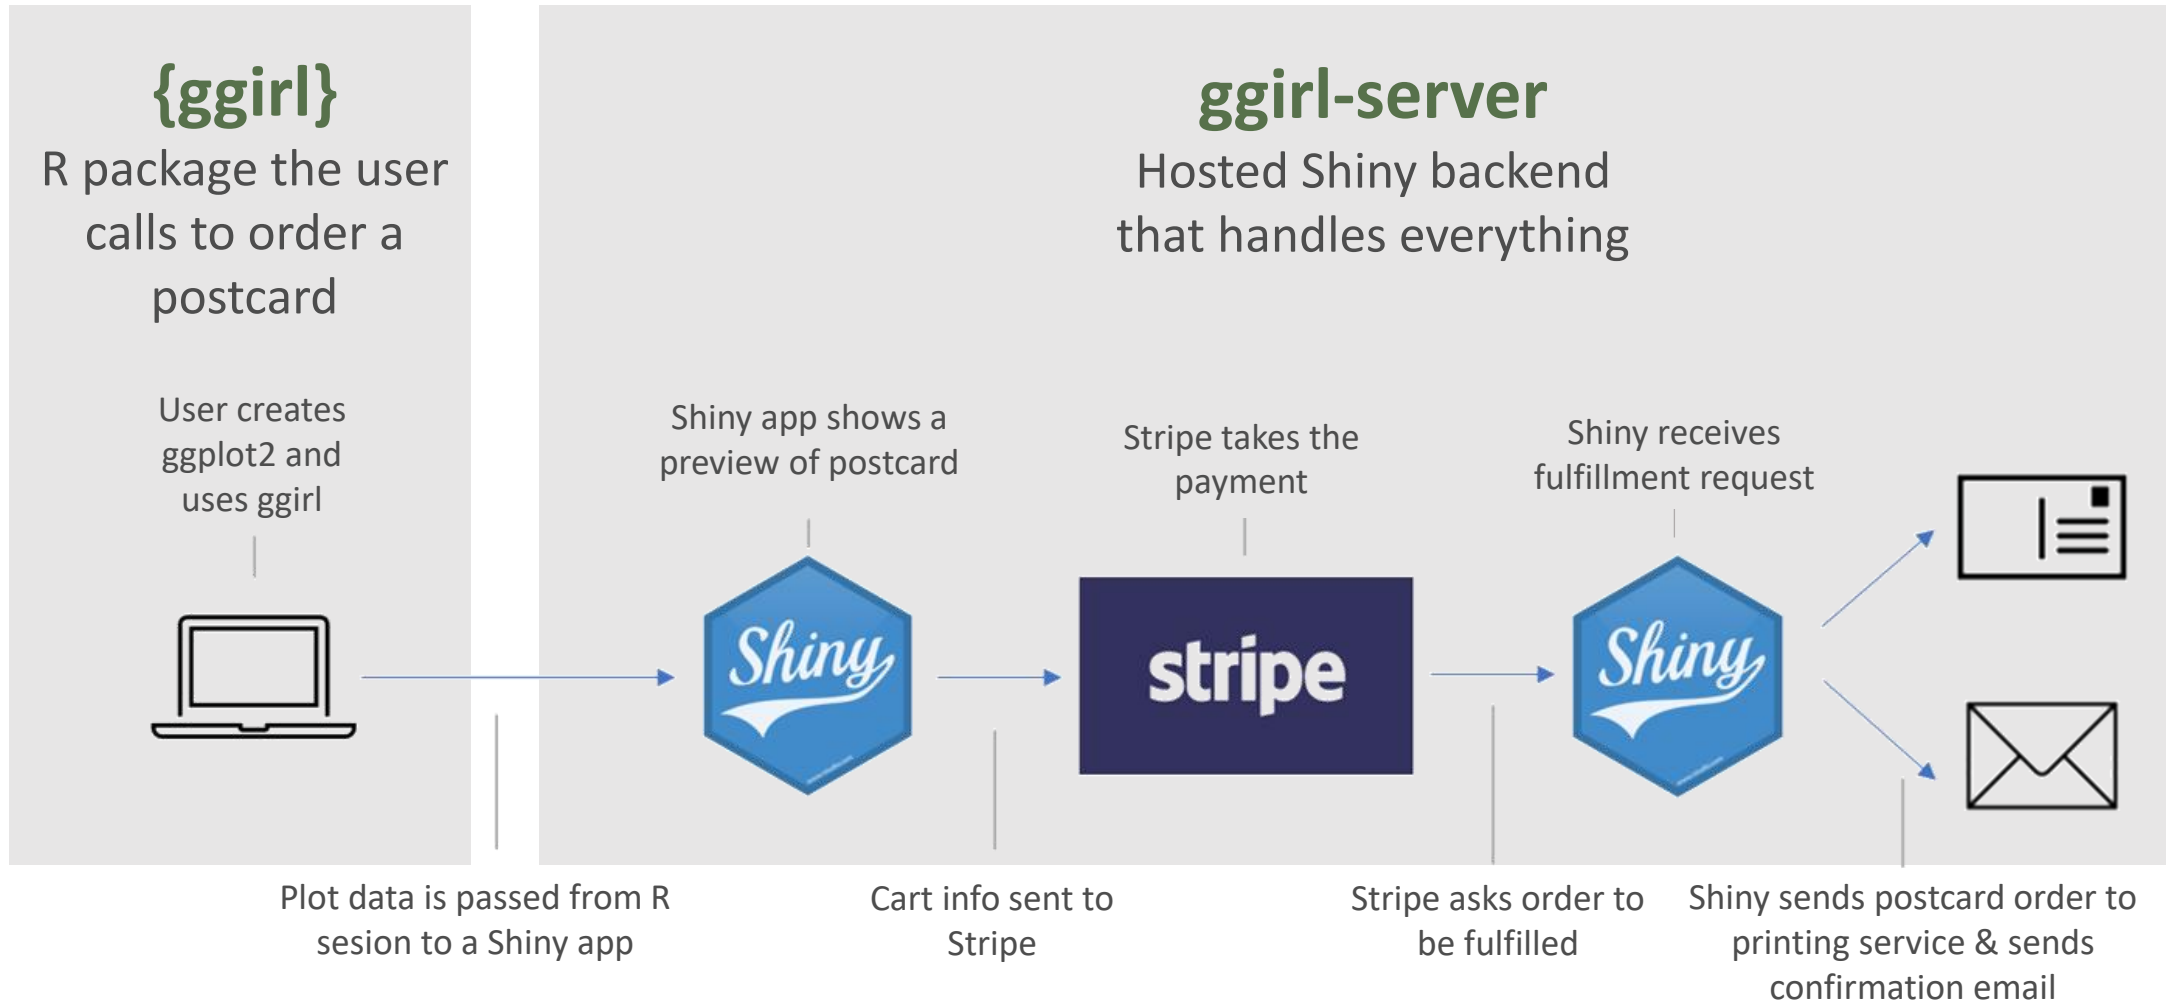 {ggirl}
R package the user
calls to order a
postcard
ggirl-server
Hosted Shiny backend
that handles everything
User creates
ggplot2 and
uses ggirl
Shiny app shows a
preview of postcard
Stripe takes the
payment
Shiny receives
fulfillment request
Shiny
stripe
Shiny
Plot data is passed from R
sesion to a Shiny app
Cart info sent to
Stripe
Stripe asks order to
be fulfilled
Shiny sends postcard order to
printing service & sends
confirmation email